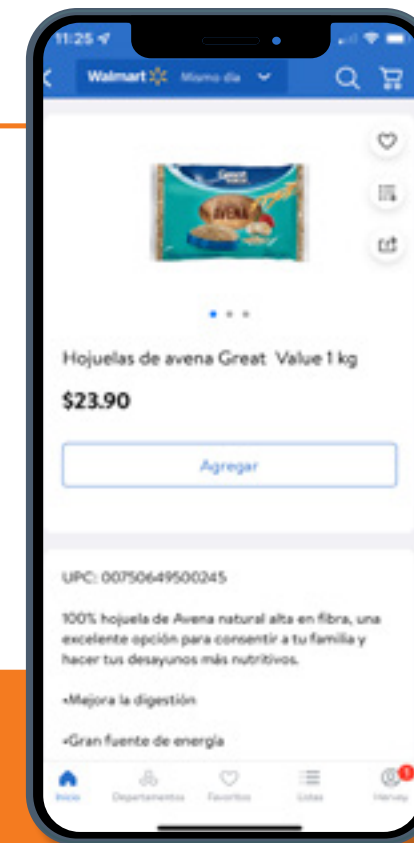 11:25
Walmart Mismo día
Great Value
AVENA
Hojuelas de avena Great Value 1 kg
$23.90
Agregar
UPC: 00750649500245
100% hojuela de Avena natural alta en fibra, una
excelente opción para consentir a tu familia y
hacer tus desayunos más nutritivos.
•Mejora la digestión
•Gran fuente de energía
Inicio Departamentos Favoritos Listas Harvey